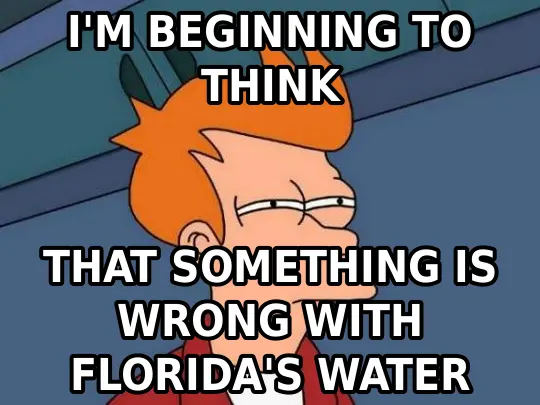 I'M BEGINNING TO
THINK
THAT SOMETHING IS
WRONG WITH
FLORIDA'S WATER